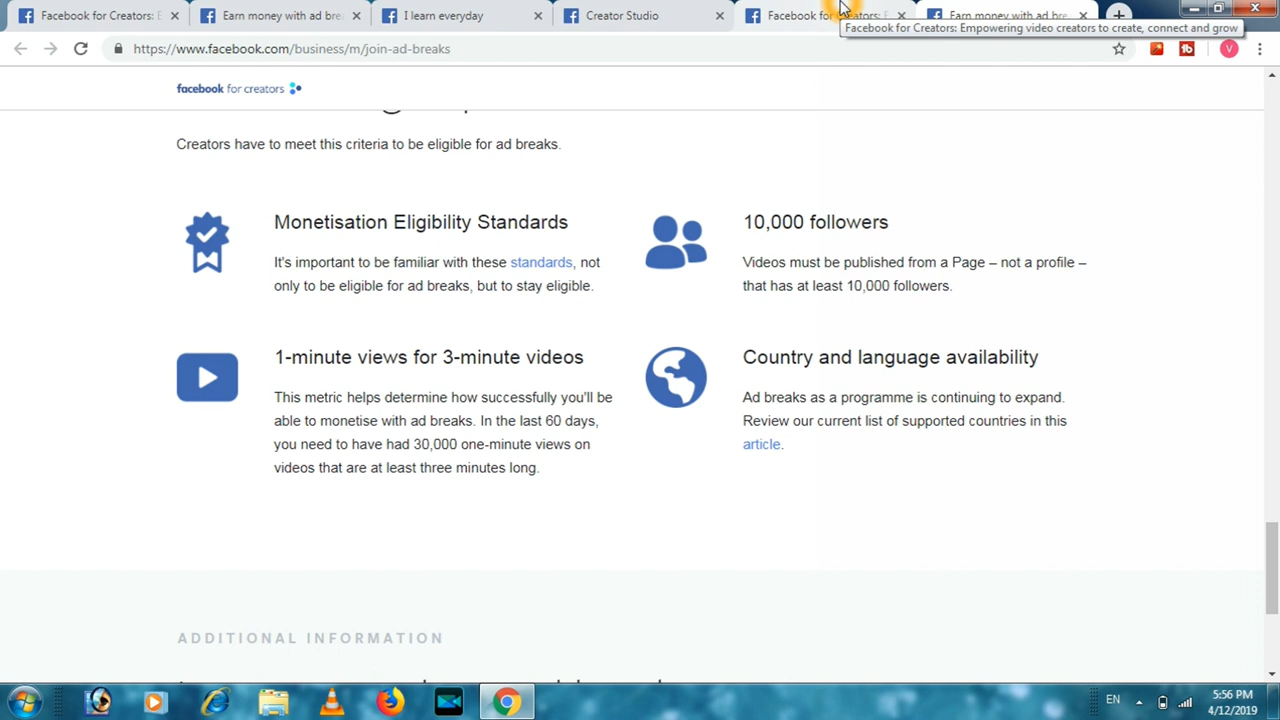 Facebook for Creators: E
Earn money with ad bre
I learn everyday
Creator Studio
Facebook for Creators: E
Earn money with ad bre
Facebook for Creators: Empowering video creators to create, connect and grow
https://www.facebook.com/business/m/join-ad-breaks
V
facebook for creators
Creators have to meet this criteria to be eligible for ad breaks.
Monetisation Eligibility Standards
It's important to be familiar with these standards, not
only to be eligible for ad breaks, but to stay eligible.
10,000 followers
Videos must be published from a Page – not a profile –
that has at least 10,000 followers.
1-minute views for 3-minute videos
This metric helps determine how successfully you'll be
able to monetise with ad breaks. In the last 60 days,
you need to have had 30,000 one-minute views on
videos that are at least three minutes long.
Country and language availability
Ad breaks as a programme is continuing to expand.
Review our current list of supported countries in this
article.
ADDITIONAL INFORMATION
EN
5:56 PM
4/12/2019